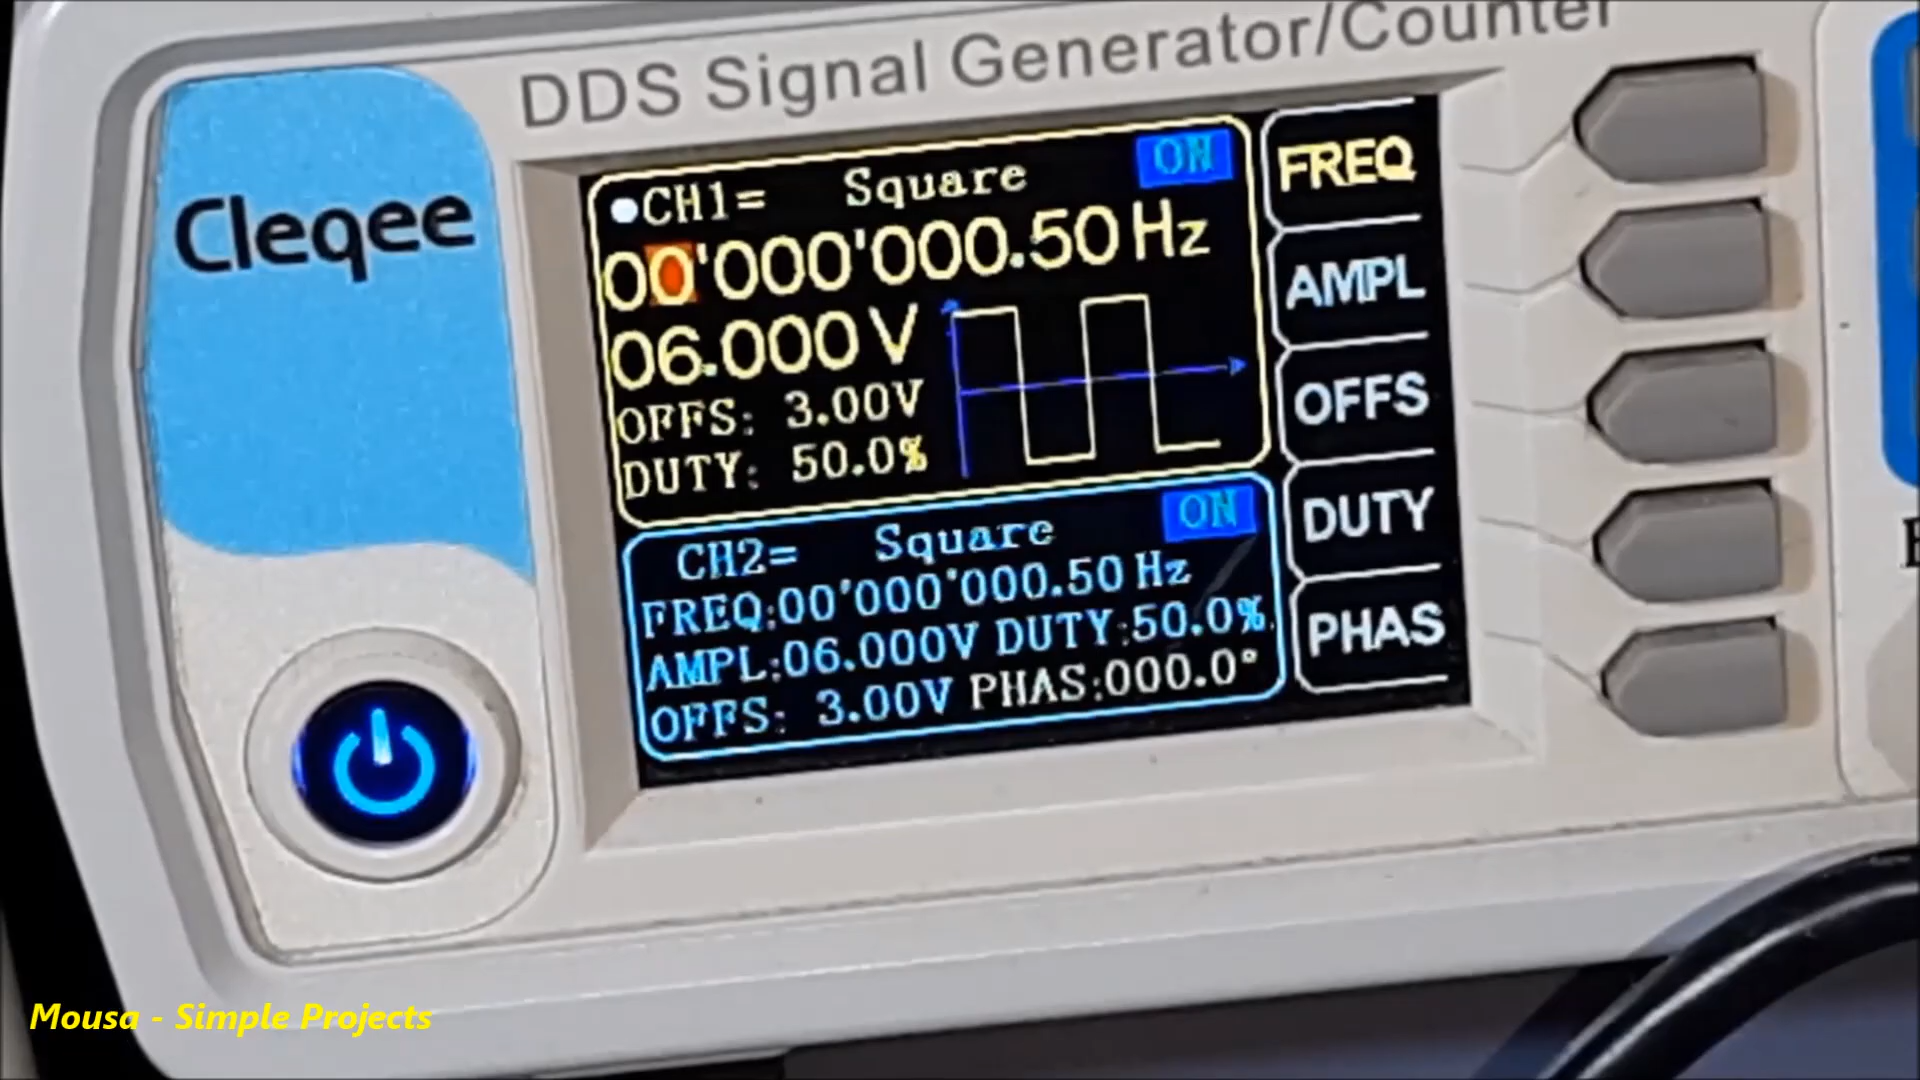 DDS Signal Generator/Counter
Cleqee
CH1= Square ON
00'000'000.50 Hz
06.000 V
OFFS: 3.00V
DUTY: 50.0%
CH2= Square ON
FREQ:00'000'000.50 Hz
AMPL:06.000V DUTY:50.0%
OFFS: 3.00V PHAS:000.0°
FREQ
AMPL
OFFS
DUTY
PHAS
Mousa - Simple Projects